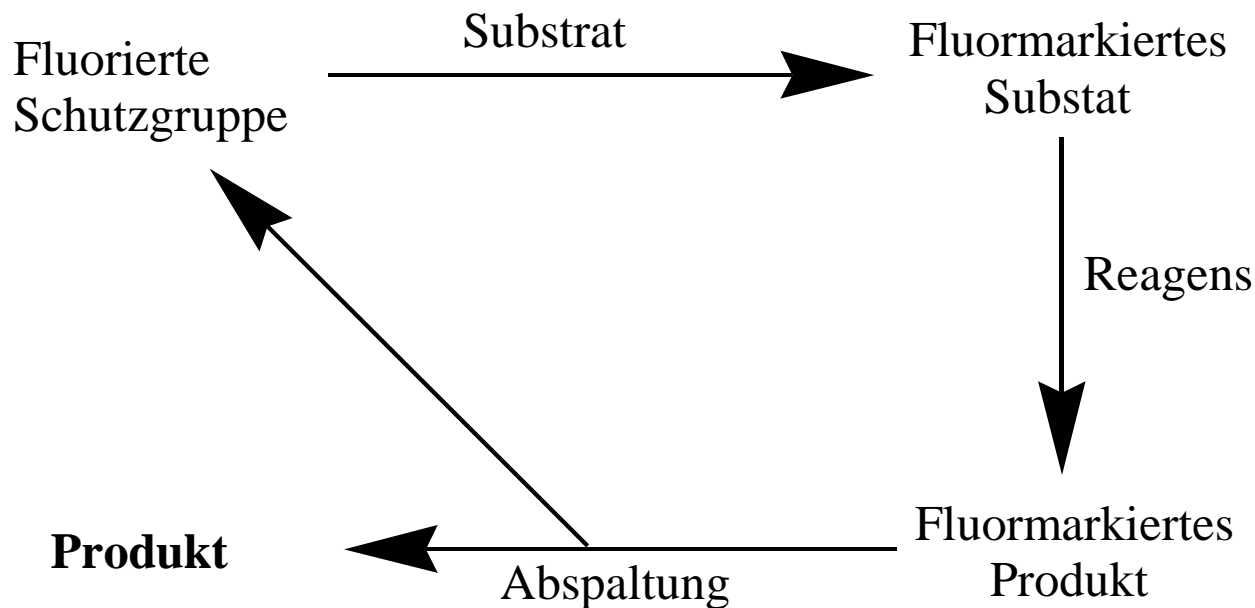 Substrat
Fluorierte
Schutzgruppe
Fluormarkiertes
Substat
Reagens
Fluormarkiertes
Produkt
Abspaltung
Produkt